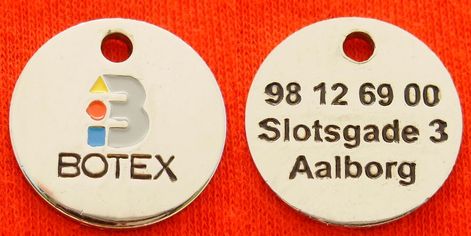 B
BOTEX
98 12 69 00
Slotsgade 3
Aalborg